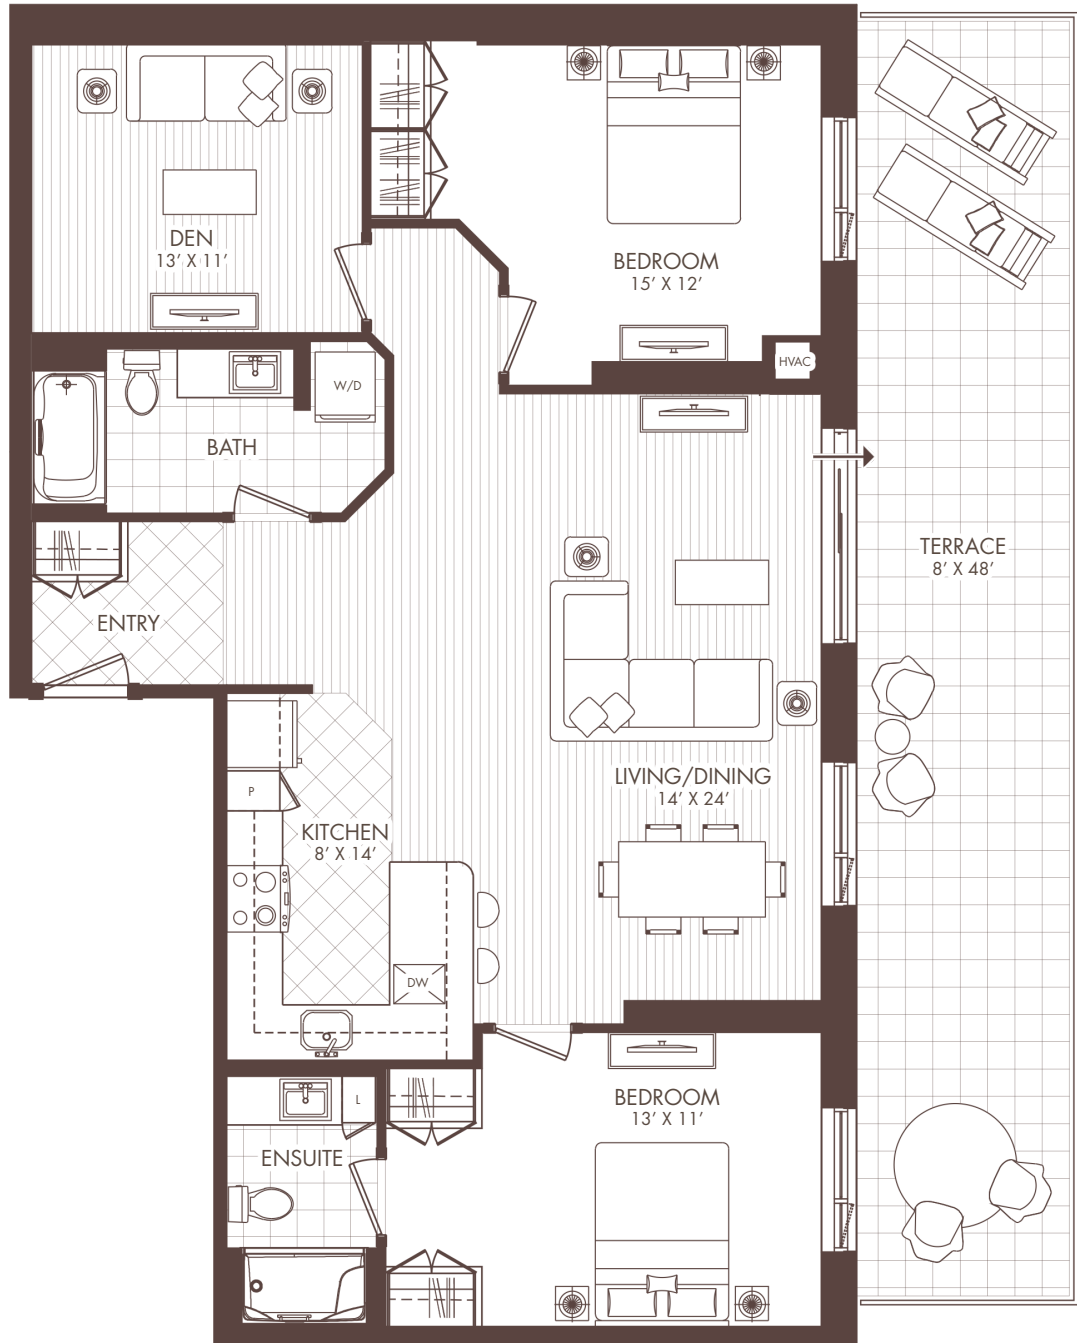 DEN
13’ X 11’
BEDROOM
15’ X 12’
HVAC
W/D
BATH
TERRACE
8’ X 48’
ENTRY
LIVING/DINING
14’ X 24’
P
KITCHEN
8’ X 14’
DW
BEDROOM
13’ X 11’
L
ENSUITE